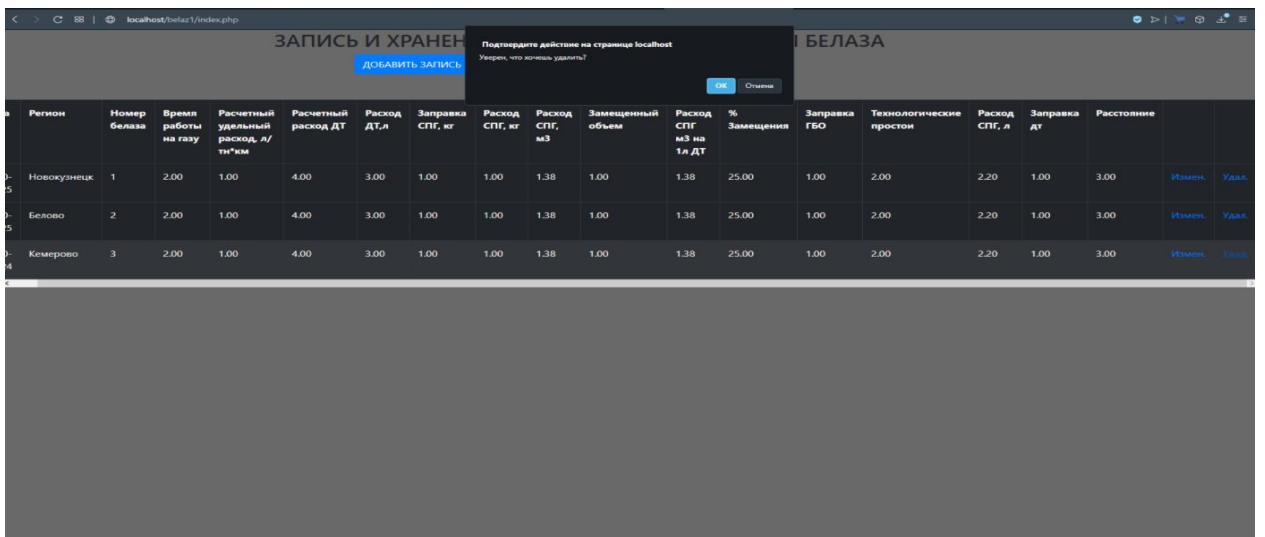 localhost/belaz1/index.php
ЗАПИСЬ И ХРАНЕН
БЕЛАЗА
Подтвердите действие на странице localhost
Уверен, что хочешь удалить?
OK Отмена
ДОБАВИТЬ ЗАПИСЬ
а Регион Номер белаза Время работы на газу Расчетный удельный расход, л/тн*км Расчетный расход ДТ Расход ДТ,л Заправка СПГ, кг Расход СПГ, кг Расход СПГ, м3 Замещенный объем Расход СПГ м3 на 1л ДТ % Замещения Заправка ГБО Технологические простои Расход СПГ, л Заправка дт Расстояние
0- Новокузнецк 1 2.00 1.00 4.00 3.00 1.00 1.00 1.38 1.00 1.38 25.00 1.00 2.00 2.20 1.00 3.00 Измен. Удал.
25
0- Белово 2 2.00 1.00 4.00 3.00 1.00 1.00 1.38 1.00 1.38 25.00 1.00 2.00 2.20 1.00 3.00 Измен. Удал.
25
0- Кемерово 3 2.00 1.00 4.00 3.00 1.00 1.00 1.38 1.00 1.38 25.00 1.00 2.00 2.20 1.00 3.00 Измен. Удал.
24